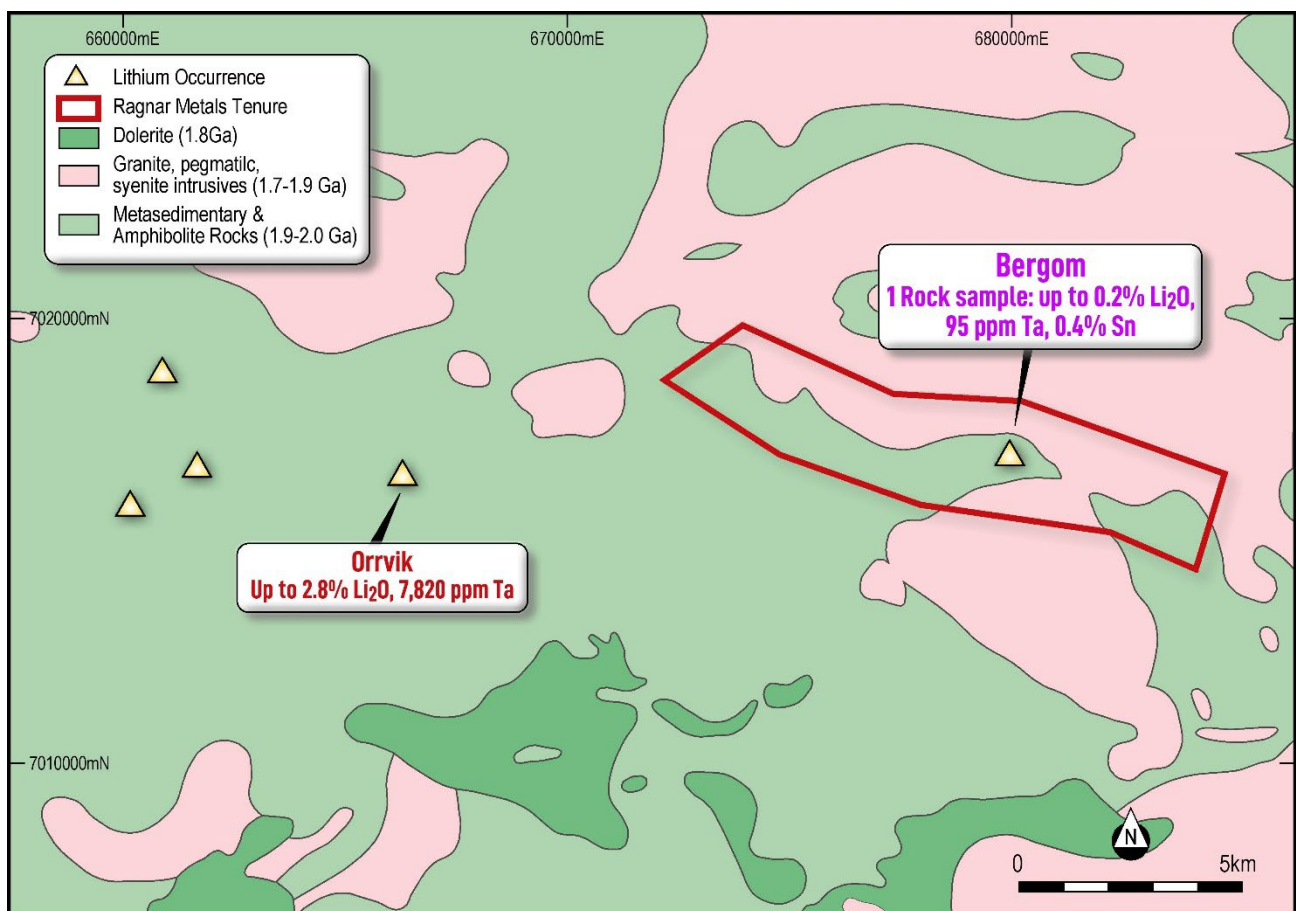 660000mE
670000mE
680000mE
Lithium Occurrence
Ragnar Metals Tenure
Dolerite (1.8Ga)
Granite, pegmatilc,
syenite intrusives (1.7-1.9 Ga)
Metasedimentary &
Amphibolite Rocks (1.9-2.0 Ga)
Bergom
1 Rock sample: up to 0.2% Li₂O,
95 ppm Ta, 0.4% Sn
7020000mN
Orrvik
Up to 2.8% Li₂O, 7,820 ppm Ta
7010000mN
N
0 5km